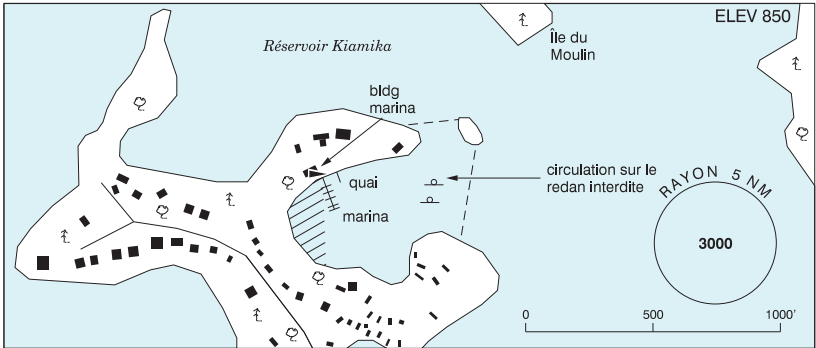 ELEV 850
Réservoir Kiamika
Île du
Moulin
bldg
marina
quai
marina
circulation sur le
redan interdite
RAYON 5 NM
3000
0 500 1000'